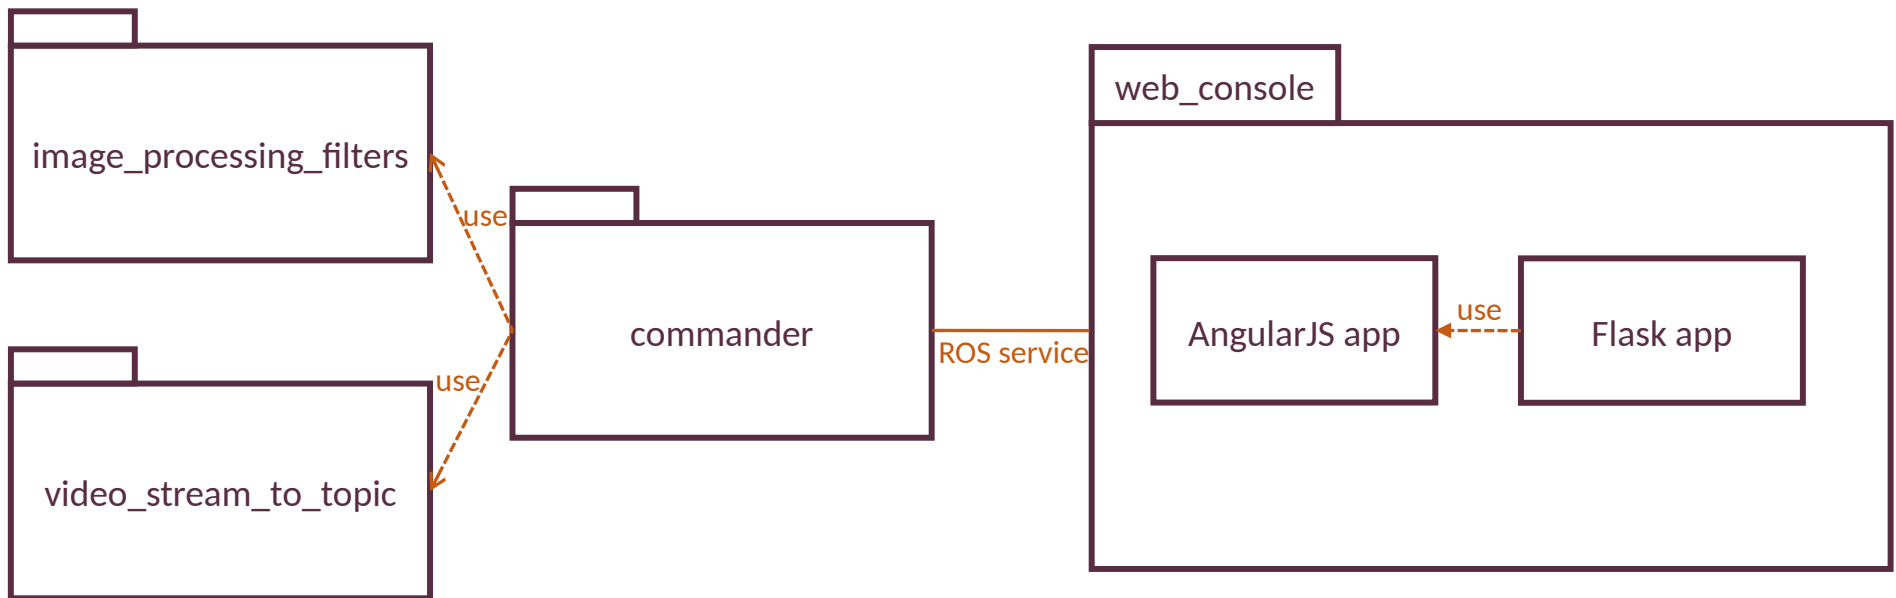 web_console
image_processing_filters
use
commander
ROS service
use
AngularJS app
use
Flask app
video_stream_to_topic